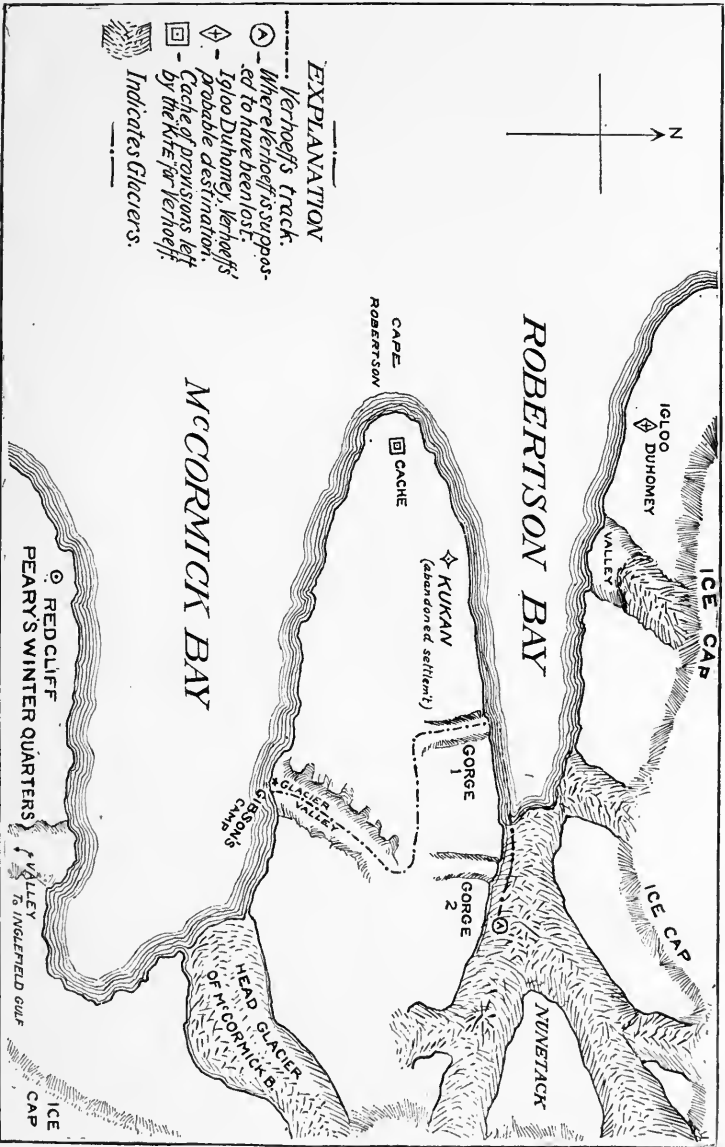 N
EXPLANATION
Verhoeff's track.
A - Where Verhoeff is suppos-
ed to have been lost.
Igloo Duhomey, Verhoeffs'
probable destination.
Cache of provisions left
by the "KITE" for Verhoeff.
Indicates Glaciers.
ROBERTSON BAY
CAPE
ROBERTSON
MCCORMICK BAY
IGLOO
DUHOMEY
VALLEY
ICE CAP
CACHE
KUKAN
(abandoned settlem't)
GORGE
1
GORGE
2
A
GLACIER
VALLEY
GIBSON'S
CAMP
ICE CAP
NUNETACK
HEAD GLACIER
OF McCORMICK B.
RED CLIFF
PEARY'S WINTER QUARTERS
VALLEY
To INGLEFIELD GULF
ICE
CAP